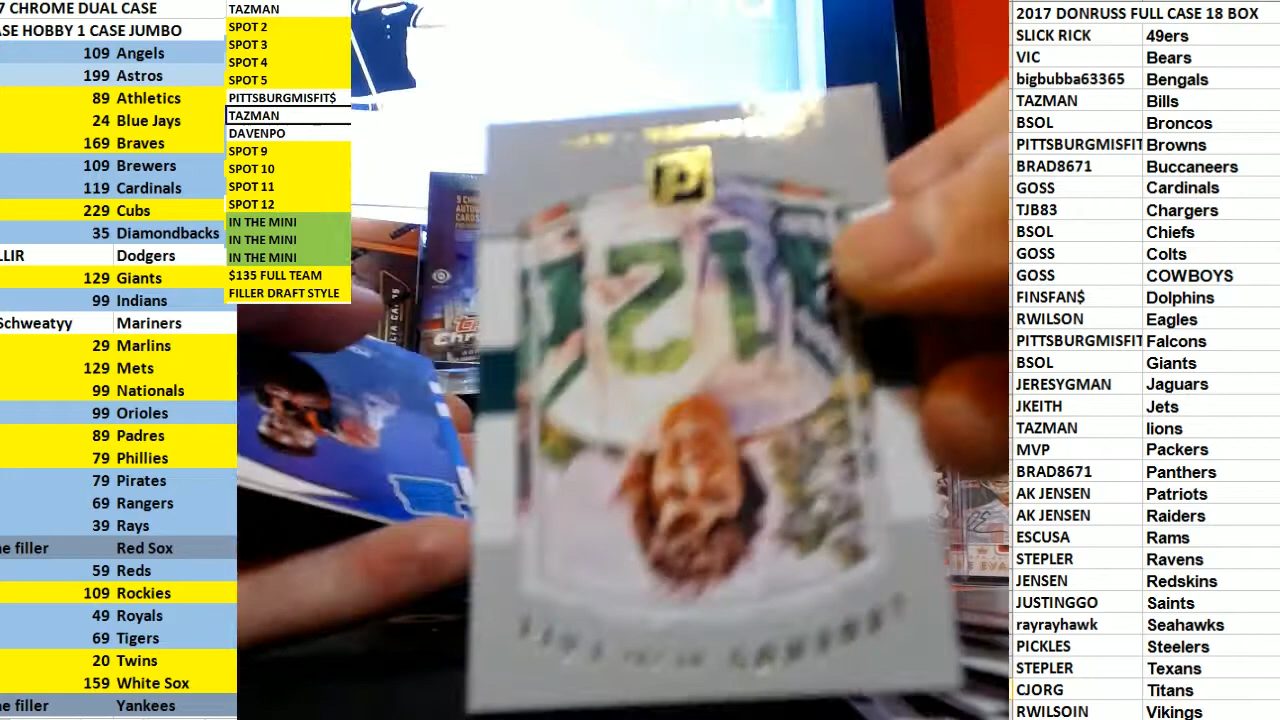 7 CHROME DUAL CASE
ASE HOBBY 1 CASE JUMBO
109 Angels
199 Astros
89 Athletics
24 Blue Jays
169 Braves
109 Brewers
119 Cardinals
229 Cubs
35 Diamondbacks
LLIR Dodgers
129 Giants
99 Indians
Schweatyy Mariners
29 Marlins
129 Mets
99 Nationals
99 Orioles
89 Padres
79 Phillies
79 Pirates
69 Rangers
39 Rays
ne filler Red Sox
59 Reds
109 Rockies
49 Royals
69 Tigers
20 Twins
159 White Sox
ne filler Yankees
TAZMAN
SPOT 2
SPOT 3
SPOT 4
SPOT 5
PITTSBURGMISFIT$
TAZMAN
DAVENPO
SPOT 9
SPOT 10
SPOT 11
SPOT 12
IN THE MINI
IN THE MINI
IN THE MINI
$135 FULL TEAM
FILLER DRAFT STYLE
12
2017 DONRUSS FULL CASE 18 BOX
SLICK RICK 49ers
VIC Bears
bigbubba63365 Bengals
TAZMAN Bills
BSOL Broncos
PITTSBURGMISFIT Browns
BRAD8671 Buccaneers
GOSS Cardinals
TJB83 Chargers
BSOL Chiefs
GOSS Colts
GOSS COWBOYS
FINSFAN$ Dolphins
RWILSON Eagles
PITTSBURGMISFIT Falcons
BSOL Giants
JERESYGMAN Jaguars
JKEITH Jets
TAZMAN lions
MVP Packers
BRAD8671 Panthers
AK JENSEN Patriots
AK JENSEN Raiders
ESCUSA Rams
STEPLER Ravens
JENSEN Redskins
JUSTINGGO Saints
rayrayhawk Seahawks
PICKLES Steelers
STEPLER Texans
CJORG Titans
RWILSOIN Vikings